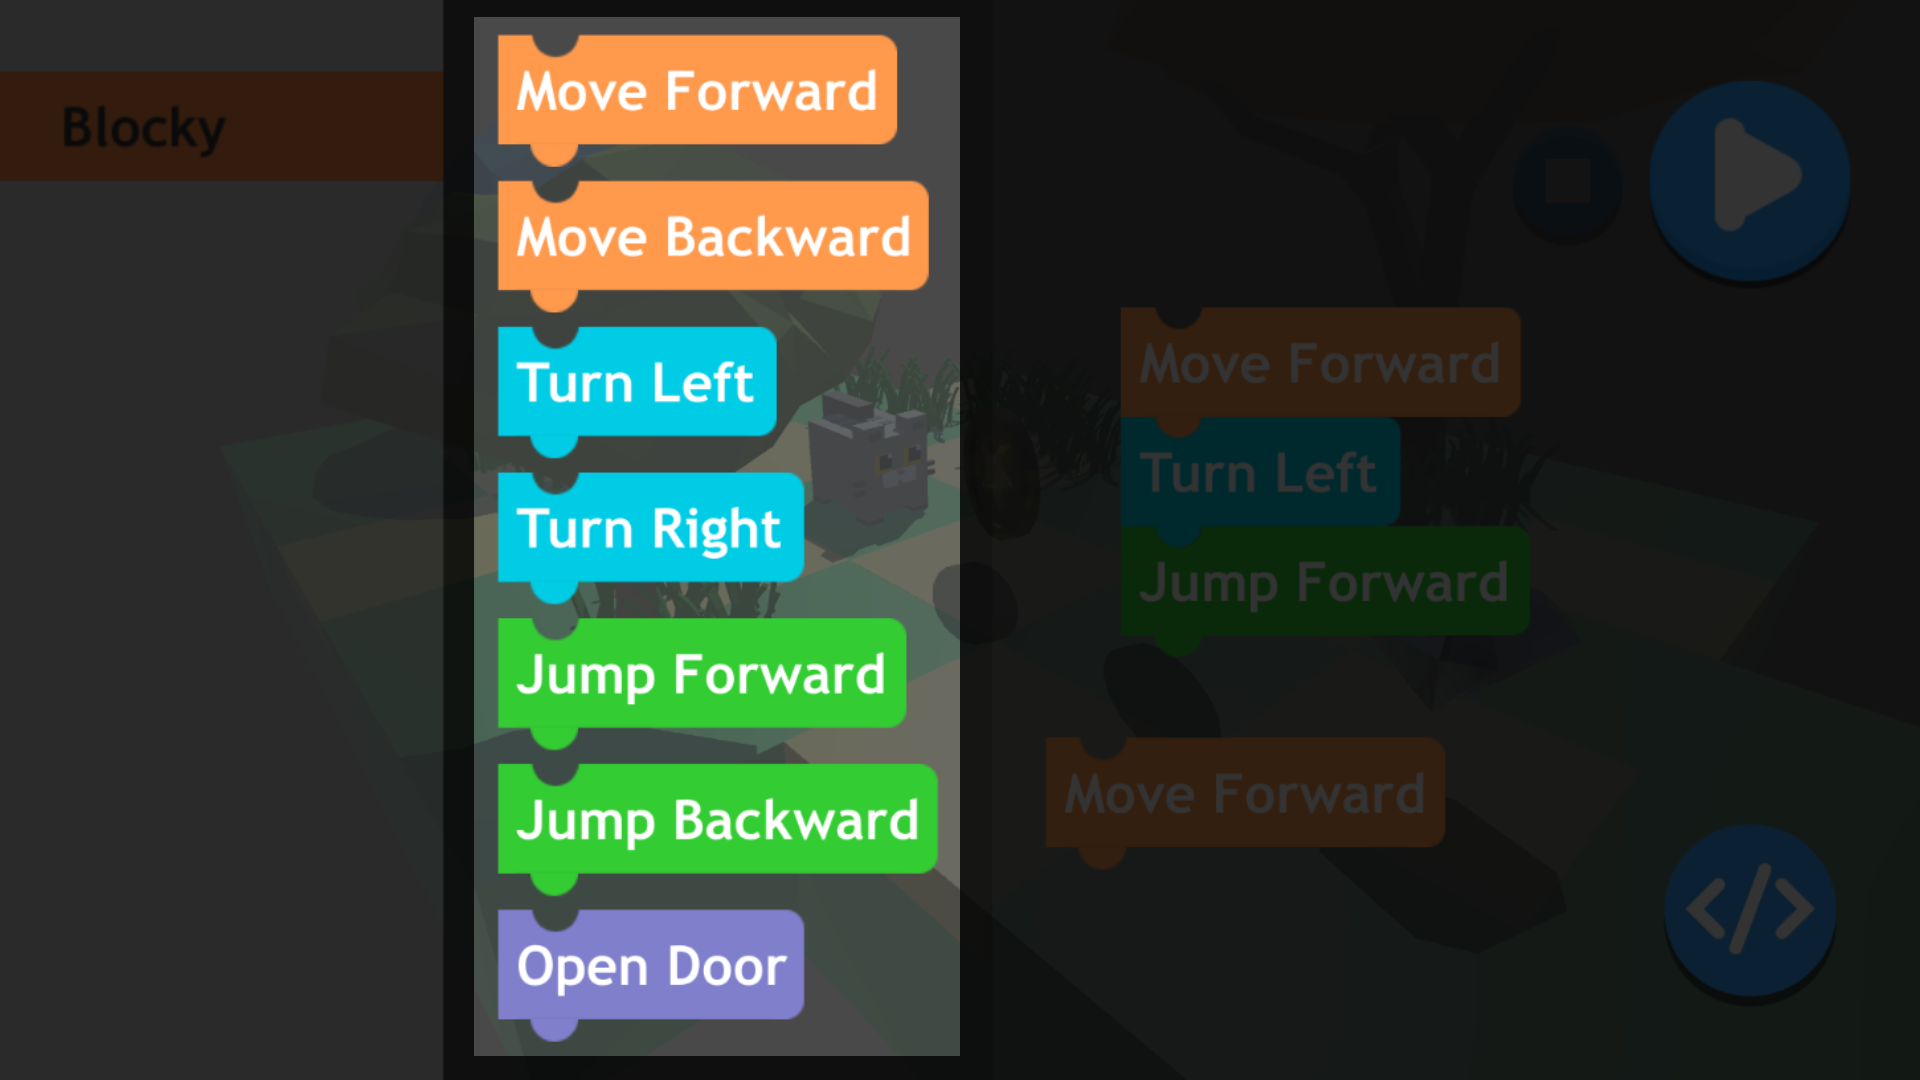 Blocky
Move Forward
Move Backward
Turn Left
Turn Right
Jump Forward
Jump Backward
Open Door
Move Forward
Turn Left
Jump Forward
Move Forward